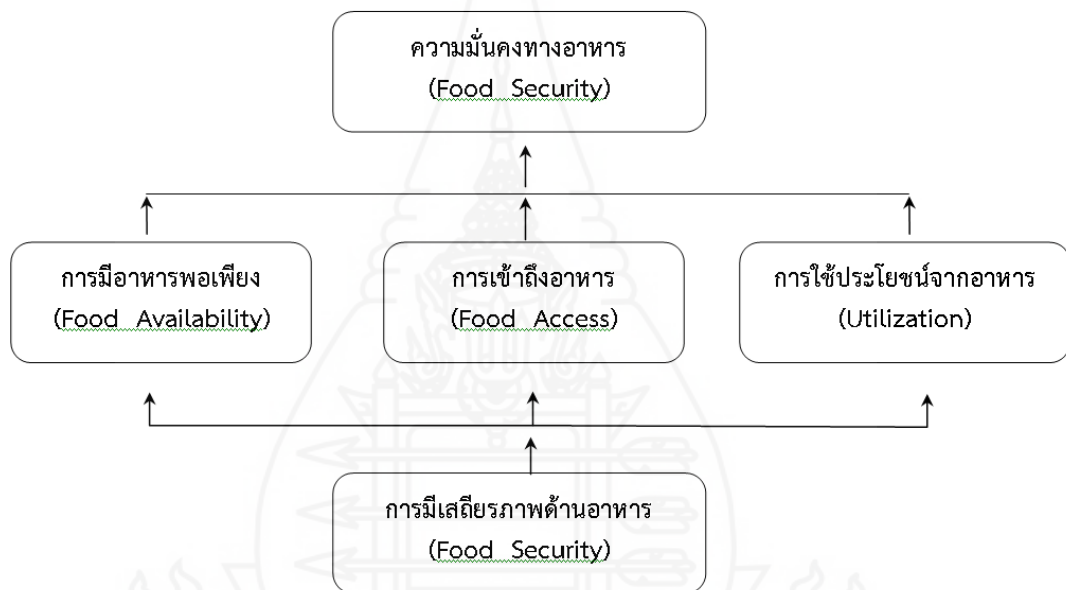 ความมั่นคงทางอาหาร
(Food Security)
การมีอาหารพอเพียง
(Food Availability)
การเข้าถึงอาหาร
(Food Access)
การใช้ประโยชน์จากอาหาร
(Utilization)
การมีเสถียรภาพด้านอาหาร
(Food Security)